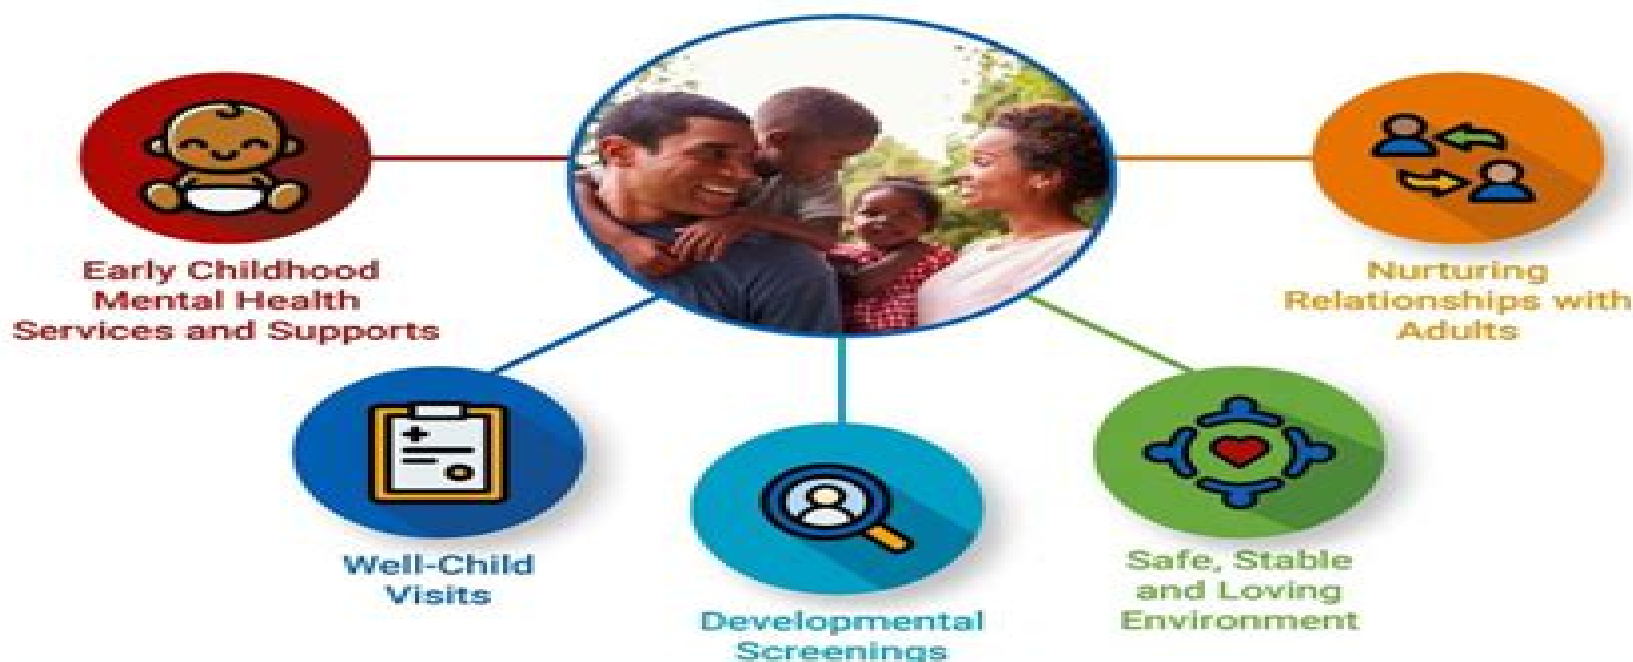 Early Childhood
Mental Health
Services and Supports
Well-Child
Visits
Developmental
Screenings
Safe, Stable
and Loving
Environment
Nurturing
Relationships with
Adults